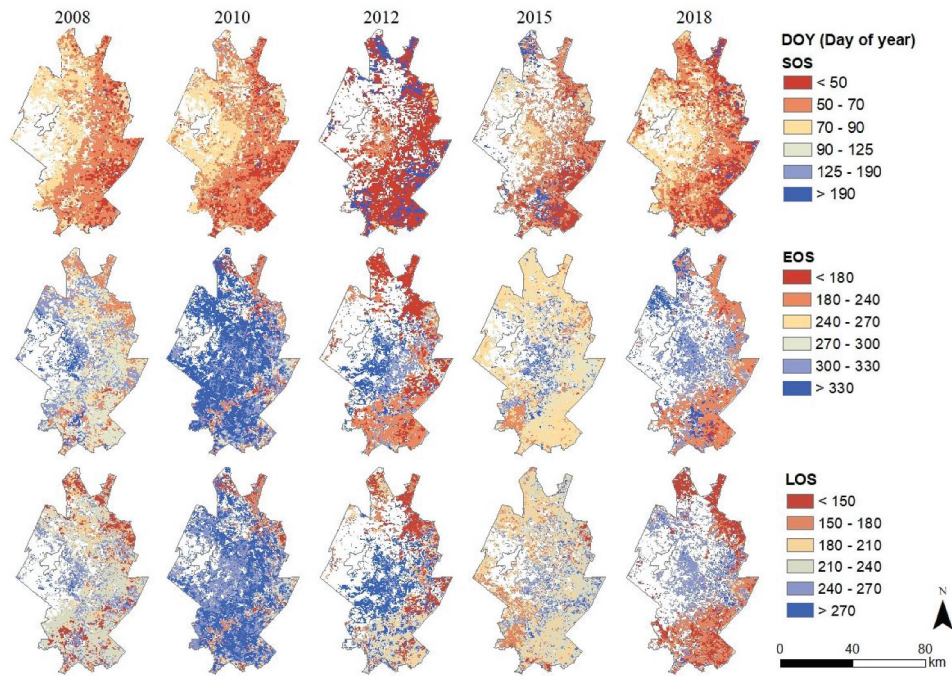 2008 2010 2012 2015 2018
DOY (Day of year)
SOS
< 50
50 - 70
70 - 90
90 - 125
125 - 190
> 190
EOS
< 180
180 - 240
240 - 270
270 - 300
300 - 330
> 330
LOS
< 150
150 - 180
180 - 210
210 - 240
240 - 270
> 270
N
0 40 80
km